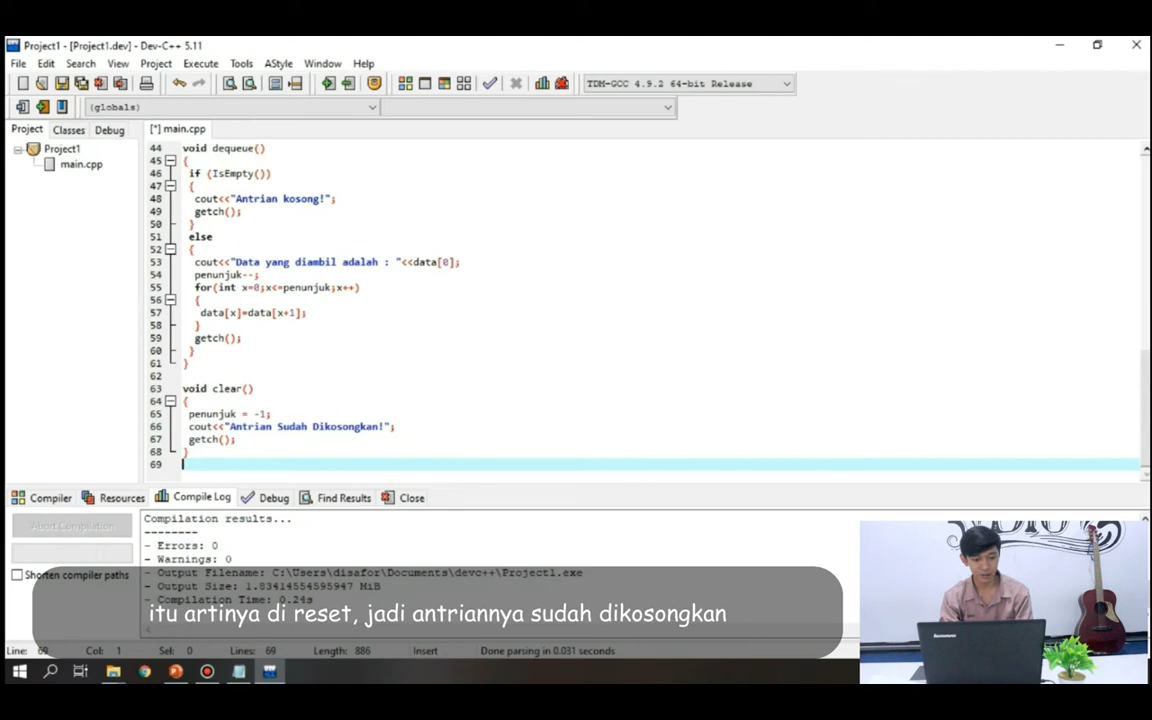 Project1 - [Project1.dev] - Dev-C++ 5.11
File Edit Search View Project Execute Tools AStyle Window Help
TDM-GCC 4.9.2 64-bit Release
(globals)
Project Classes Debug
[*] main.cpp
Project1
main.cpp
44 void dequeue()
45 {
46 if (IsEmpty())
47 {
48 cout<<"Antrian kosong!";
49 getch();
50 }
51 else
52 {
53 cout<<"Data yang diambil adalah : "<<data[0];
54 penunjuk--;
55 for(int x=0;x<=penunjuk;x++)
56 {
57 data[x]=data[x+1];
58 }
59 getch();
60 }
61 }
62
63 void clear()
64 {
65 penunjuk = -1;
66 cout<<"Antrian Sudah Dikosongkan!";
67 getch();
68 }
69
Compiler Resources Compile Log Debug Find Results Close
Abort Compilation
Shorten compiler paths
Compilation results...
--------
- Errors: 0
- Warnings: 0
- Output Filename: C:\Users\disafor\Documents\devc++\Project1.exe
- Output Size: 1.83414554595947 MiB
- Compilation Time: 0.24s
itu artinya di reset, jadi antriannya sudah dikosongkan
Line: 69 Col: 1 Sel: 0 Lines: 69 Length: 886 Insert Done parsing in 0.031 seconds
lenovo